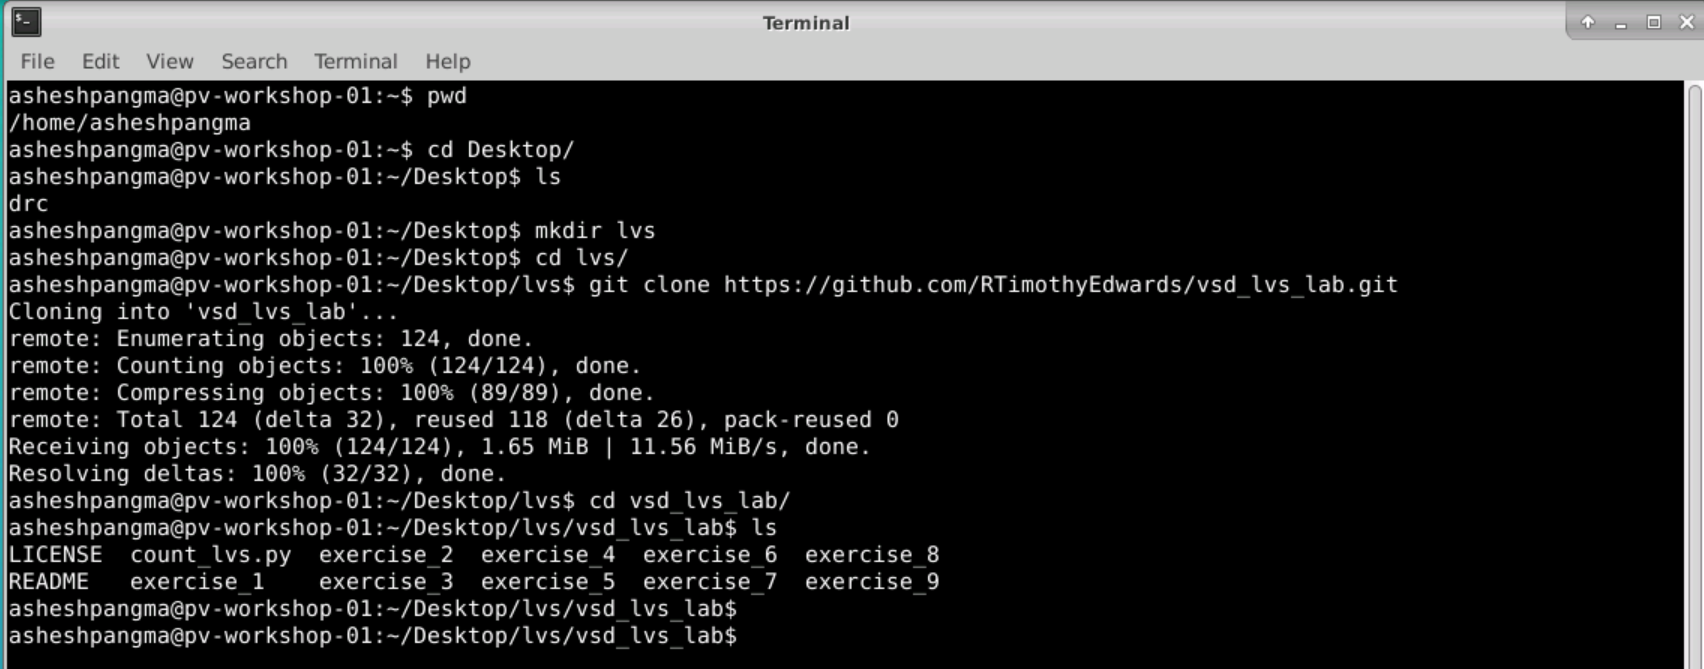 Terminal
File Edit View Search Terminal Help
asheshpangma@pv-workshop-01:~$ pwd
/home/asheshpangma
asheshpangma@pv-workshop-01:~$ cd Desktop/
asheshpangma@pv-workshop-01:~/Desktop$ ls
drc
asheshpangma@pv-workshop-01:~/Desktop$ mkdir lvs
asheshpangma@pv-workshop-01:~/Desktop$ cd lvs/
asheshpangma@pv-workshop-01:~/Desktop/lvs$ git clone https://github.com/RTimothyEdwards/vsd_lvs_lab.git
Cloning into 'vsd_lvs_lab'...
remote: Enumerating objects: 124, done.
remote: Counting objects: 100% (124/124), done.
remote: Compressing objects: 100% (89/89), done.
remote: Total 124 (delta 32), reused 118 (delta 26), pack-reused 0
Receiving objects: 100% (124/124), 1.65 MiB | 11.56 MiB/s, done.
Resolving deltas: 100% (32/32), done.
asheshpangma@pv-workshop-01:~/Desktop/lvs$ cd vsd_lvs_lab/
asheshpangma@pv-workshop-01:~/Desktop/lvs/vsd_lvs_lab$ ls
LICENSE  count_lvs.py  exercise_2  exercise_4  exercise_6  exercise_8
README   exercise_1    exercise_3  exercise_5  exercise_7  exercise_9
asheshpangma@pv-workshop-01:~/Desktop/lvs/vsd_lvs_lab$
asheshpangma@pv-workshop-01:~/Desktop/lvs/vsd_lvs_lab$